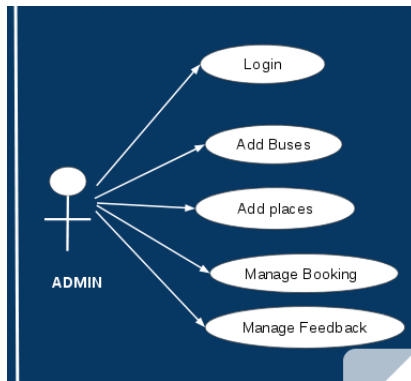 Login
Add Buses
Add places
ADMIN
Manage Booking
Manage Feedback